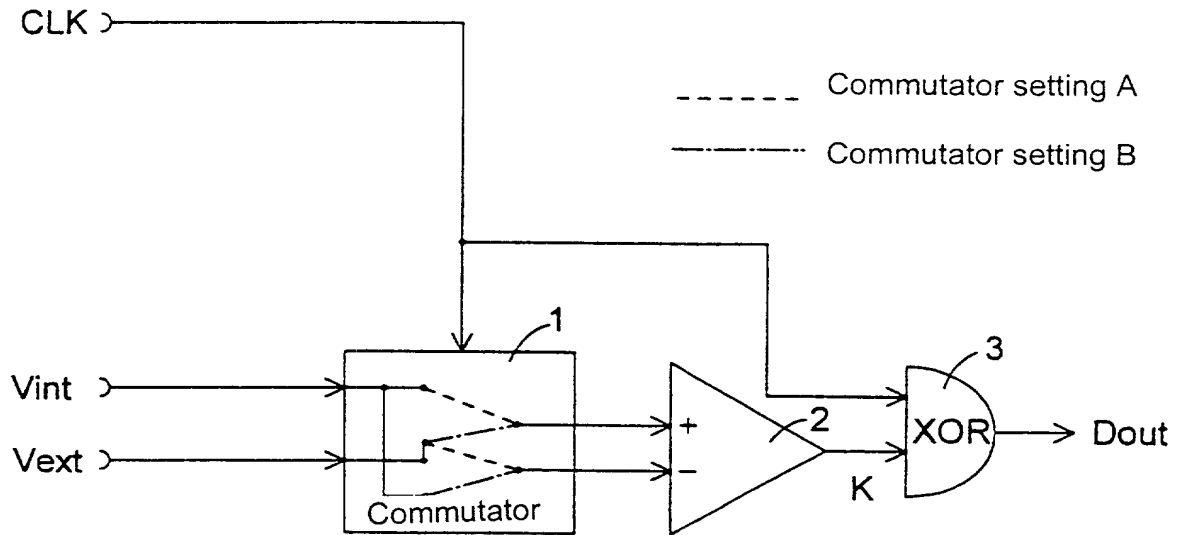 CLK
Commutator setting A
Commutator setting B
1
3
Vint
+
2
XOR
Dout
Vext
−
K
Commutator